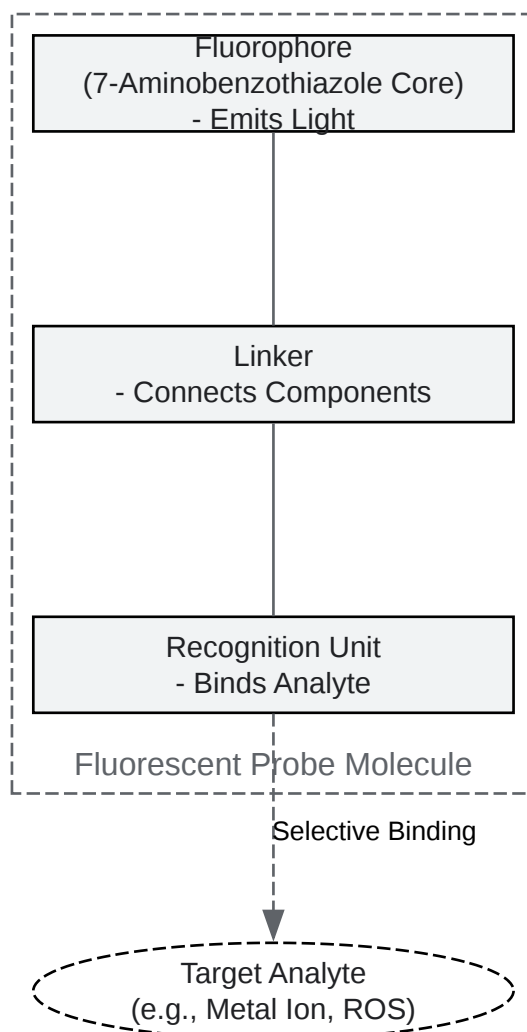 Fluorophore
(7-Aminobenzothiazole Core)
- Emits Light
Linker
- Connects Components
Recognition Unit
- Binds Analyte
Fluorescent Probe Molecule
Selective Binding
Target Analyte
(e.g., Metal Ion, ROS)